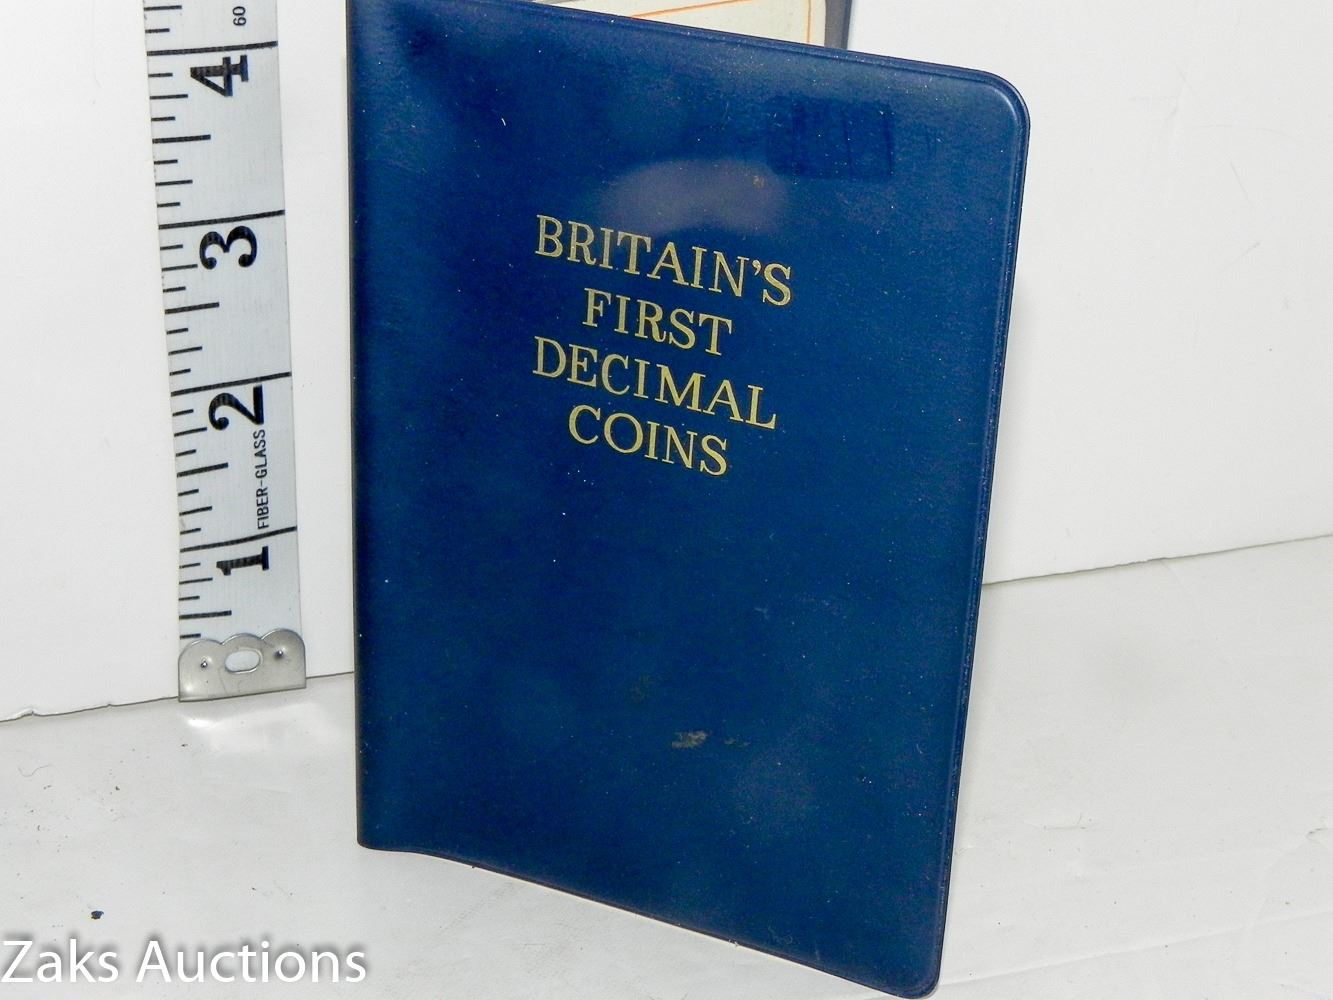 BRITAIN'S
FIRST
DECIMAL
COINS
60
4
3
2
FIBER-GLASS
1
Zaks Auctions